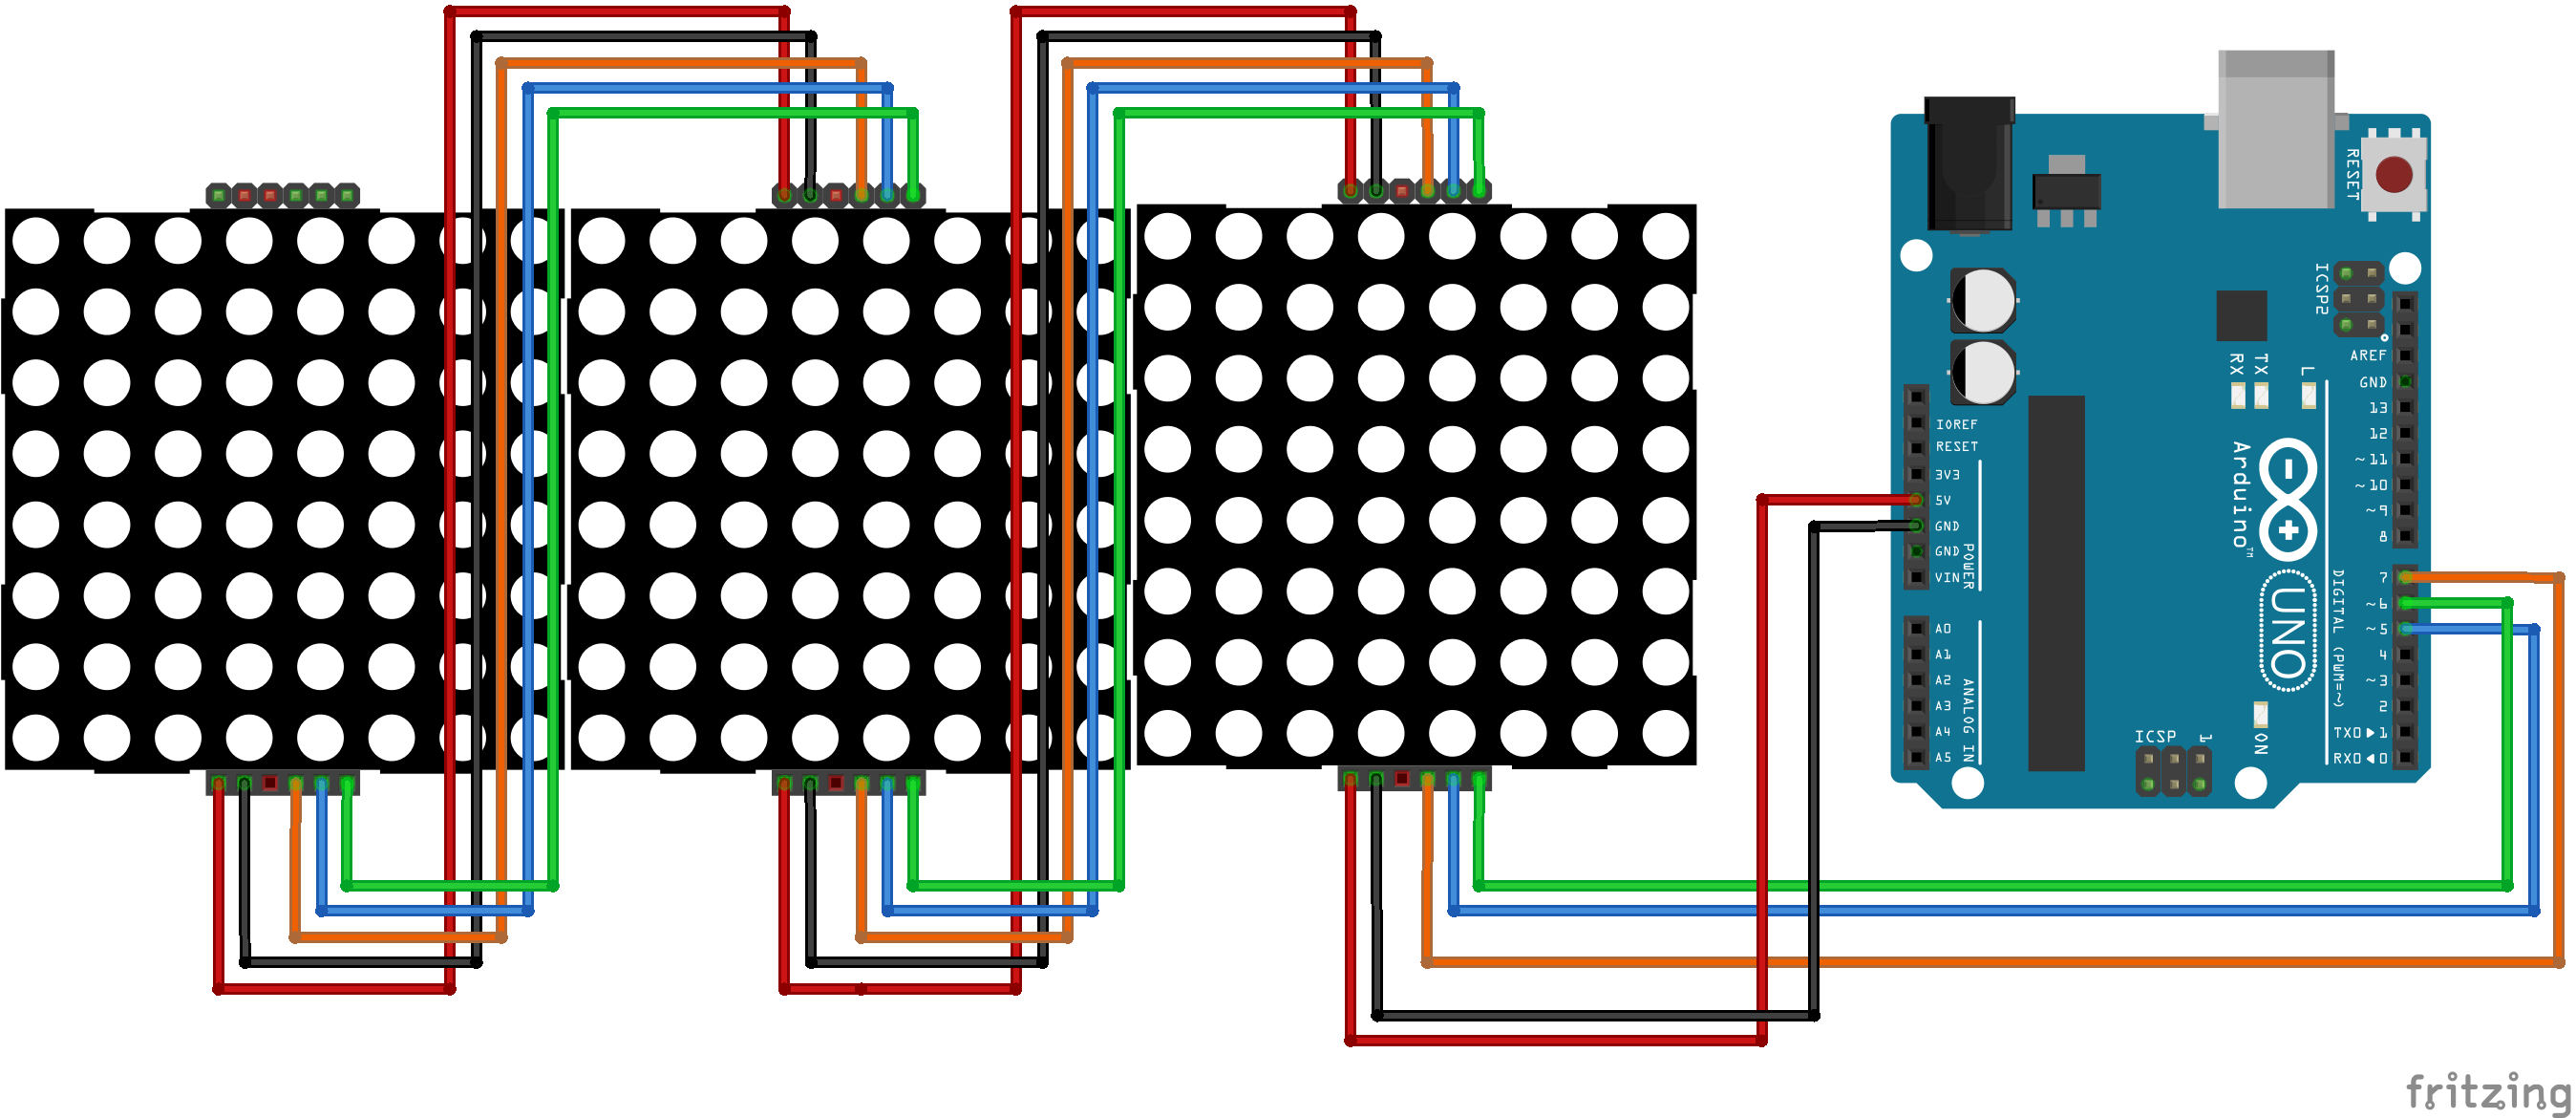 RESET
ICSP2
AREF
GND
13
12
~11
~10
~9
8
7
~6
~5
4
~3
2
TX0▶1
RX0◀0
DIGITAL (PWM=~)
RX
TX
L
Arduino™
UNO
ON
ICSP
1
IOREF
RESET
3V3
5V
GND
GND
VIN
POWER
A0
A1
A2
A3
A4
A5
ANALOG IN
fritzing